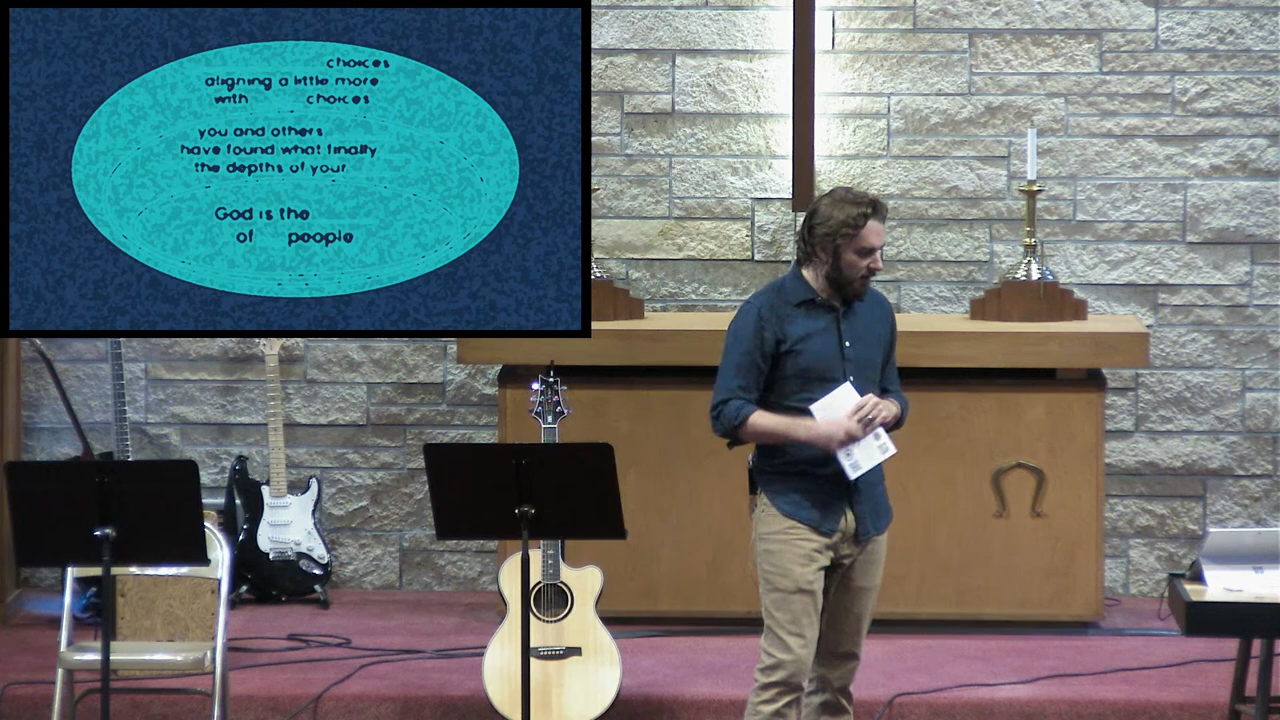 choices
aligning a little more
with choices
you and others
have found what finally
the depths of your
God is the
of people